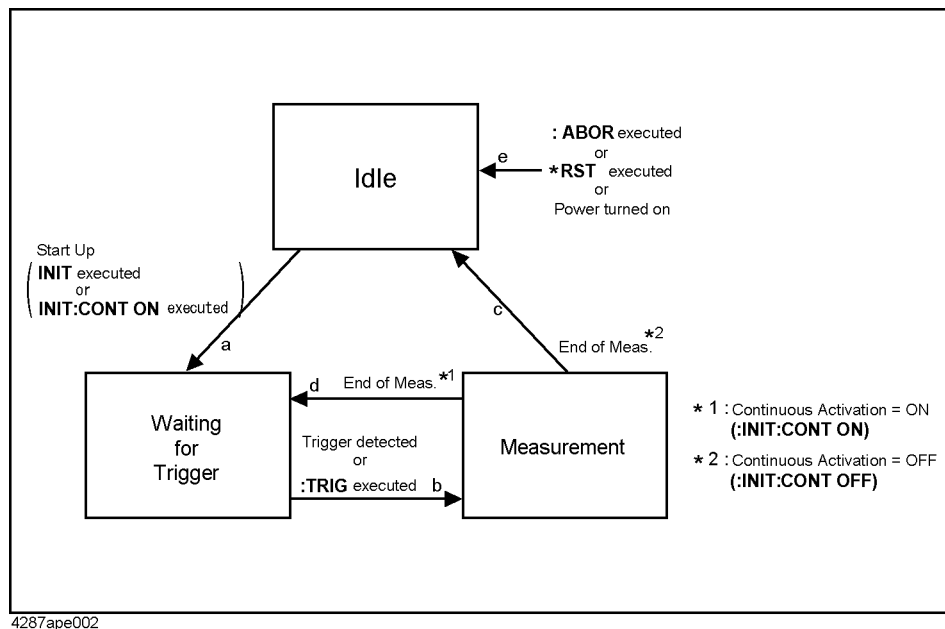 Idle
e
: ABOR executed
or
*RST executed
or
Power turned on
Start Up
( INIT executed
or
INIT:CONT ON executed )
a
c
End of Meas.*2
d
End of Meas.*1
Waiting
for
Trigger
Trigger detected
or
:TRIG executed
b
Measurement
* 1 : Continuous Activation = ON
(:INIT:CONT ON)
* 2 : Continuous Activation = OFF
(:INIT:CONT OFF)
4287ape002